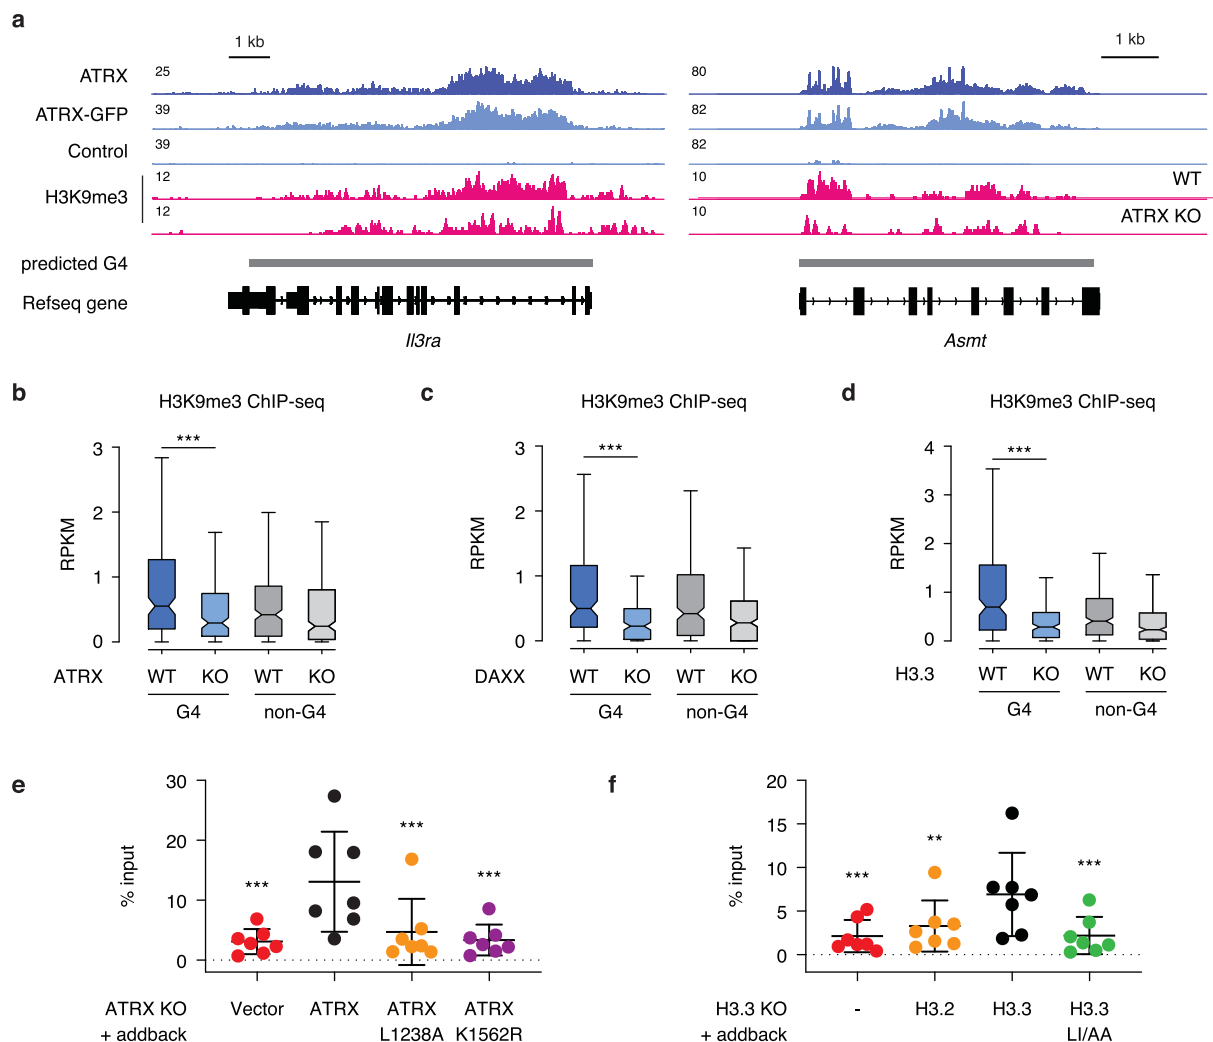 a
1 kb
1 kb
ATRX
25
80
ATRX-GFP
39
82
Control
39
82
H3K9me3
12
10
WT
12
10
ATRX KO
predicted G4
Refseq gene
Il3ra
Asmt
b
H3K9me3 ChIP-seq
***
RPKM
3
2
1
0
ATRX
WT
KO
WT
KO
G4
non-G4
c
H3K9me3 ChIP-seq
***
RPKM
3
2
1
0
DAXX
WT
KO
WT
KO
G4
non-G4
d
H3K9me3 ChIP-seq
***
RPKM
4
3
2
1
0
H3.3
WT
KO
WT
KO
G4
non-G4
e
% input
30
20
10
0
***
***
***
ATRX KO
+ addback
Vector
ATRX
ATRX
L1238A
ATRX
K1562R
f
% input
20
15
10
5
0
***
**
***
H3.3 KO
+ addback
-
H3.2
H3.3
H3.3
LI/AA